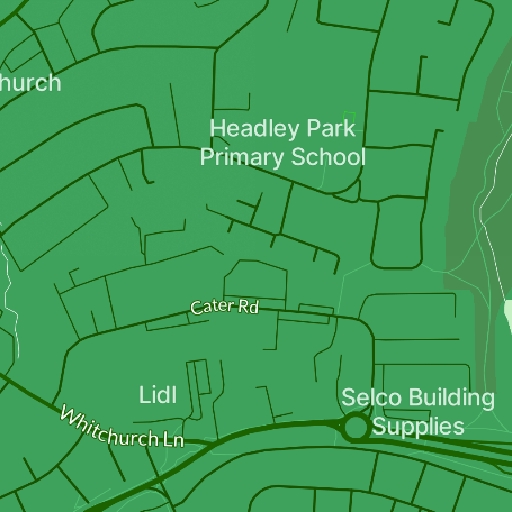 hurch
Headley Park
Primary School
Cater Rd
Lidl
Selco Building
Supplies
Whitchurch Ln